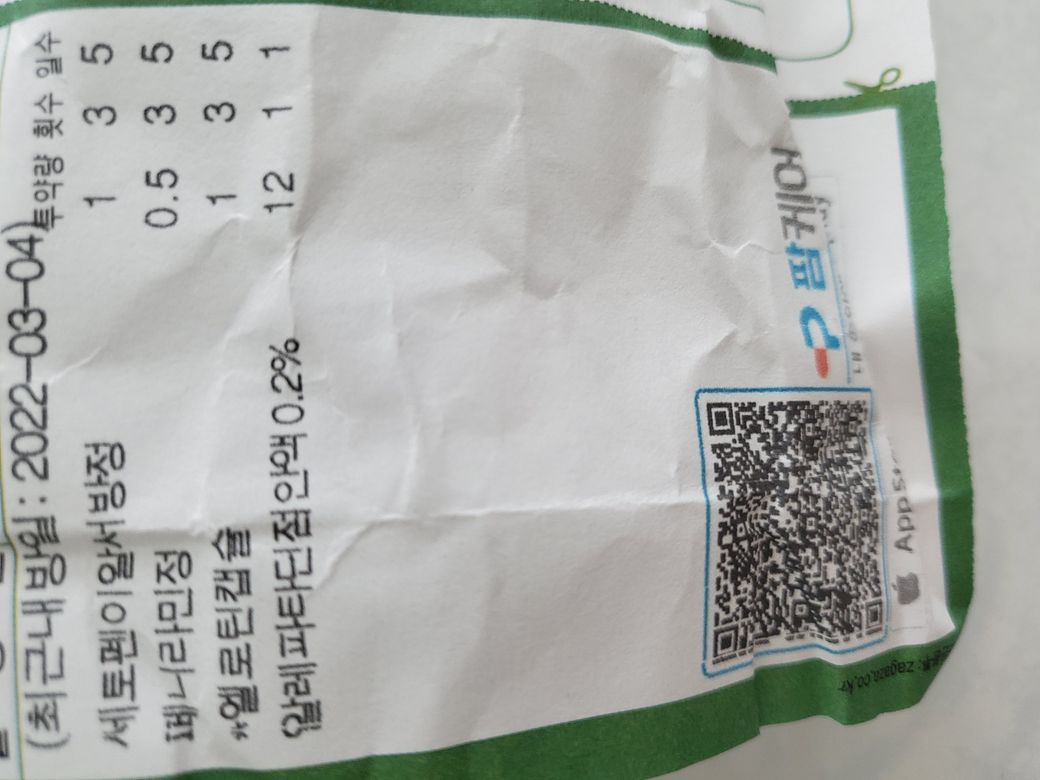 (최근내방일 : 2022-03-04)
투약량 횟수 일수
세토펜이알서방정 1 3 5
페니라민정 0.5 3 5
*엘로틴캡슐 1 3 5
알레파타딘점안액0.2% 12 1 1
팜케어
App
zagaza.co.kr